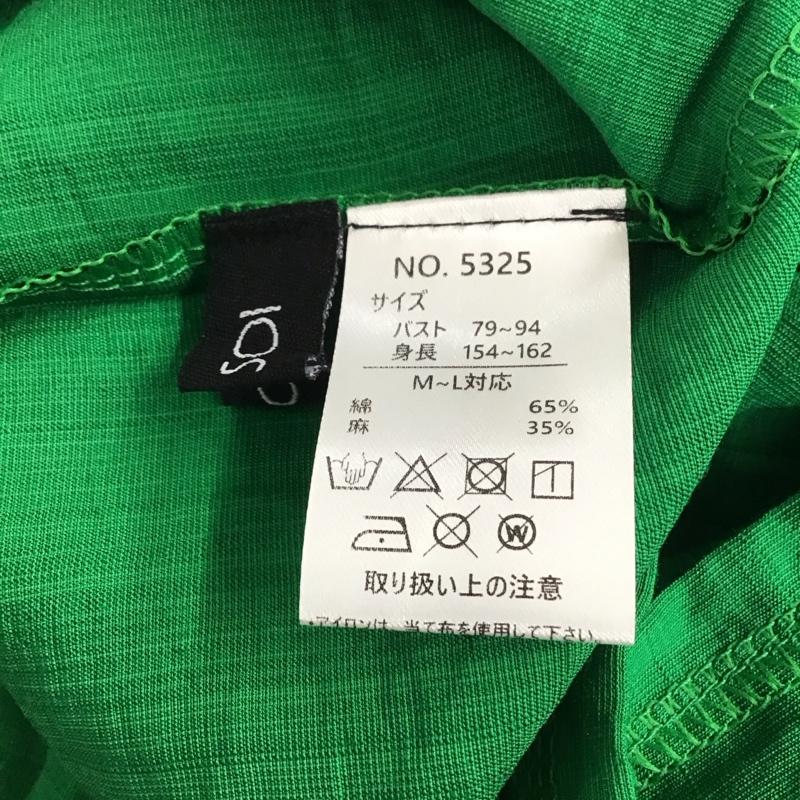 NO. 5325
サイズ
バスト 79~94
身長 154~162
M~L対応
綿 65%
麻 35%
W
取り扱い上の注意
*アイロンは、当て布を使用して下さい。